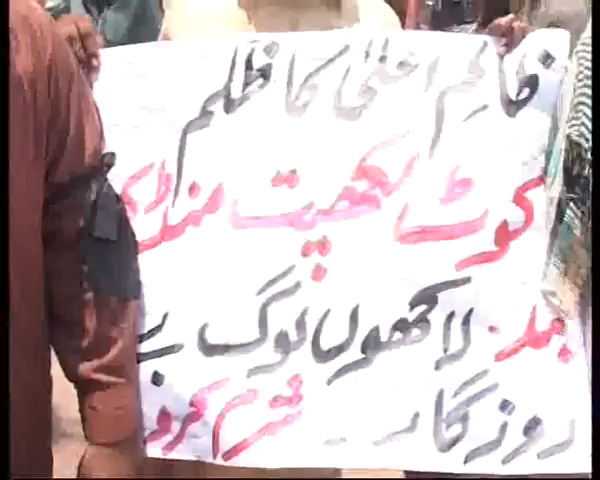 ظالم اعلیٰ کا ظلم
کوٹ لکھپت منڈی
بند۔ لاکھوں لوگ بے
روزگار۔ شرم کرو